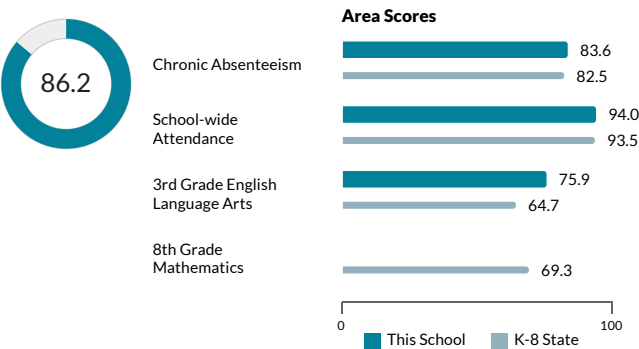 Area Scores
86.2
Chronic Absenteeism
83.6
82.5
School-wide
Attendance
94.0
93.5
3rd Grade English
Language Arts
75.9
64.7
8th Grade
Mathematics
69.3
0 100
This School K-8 State